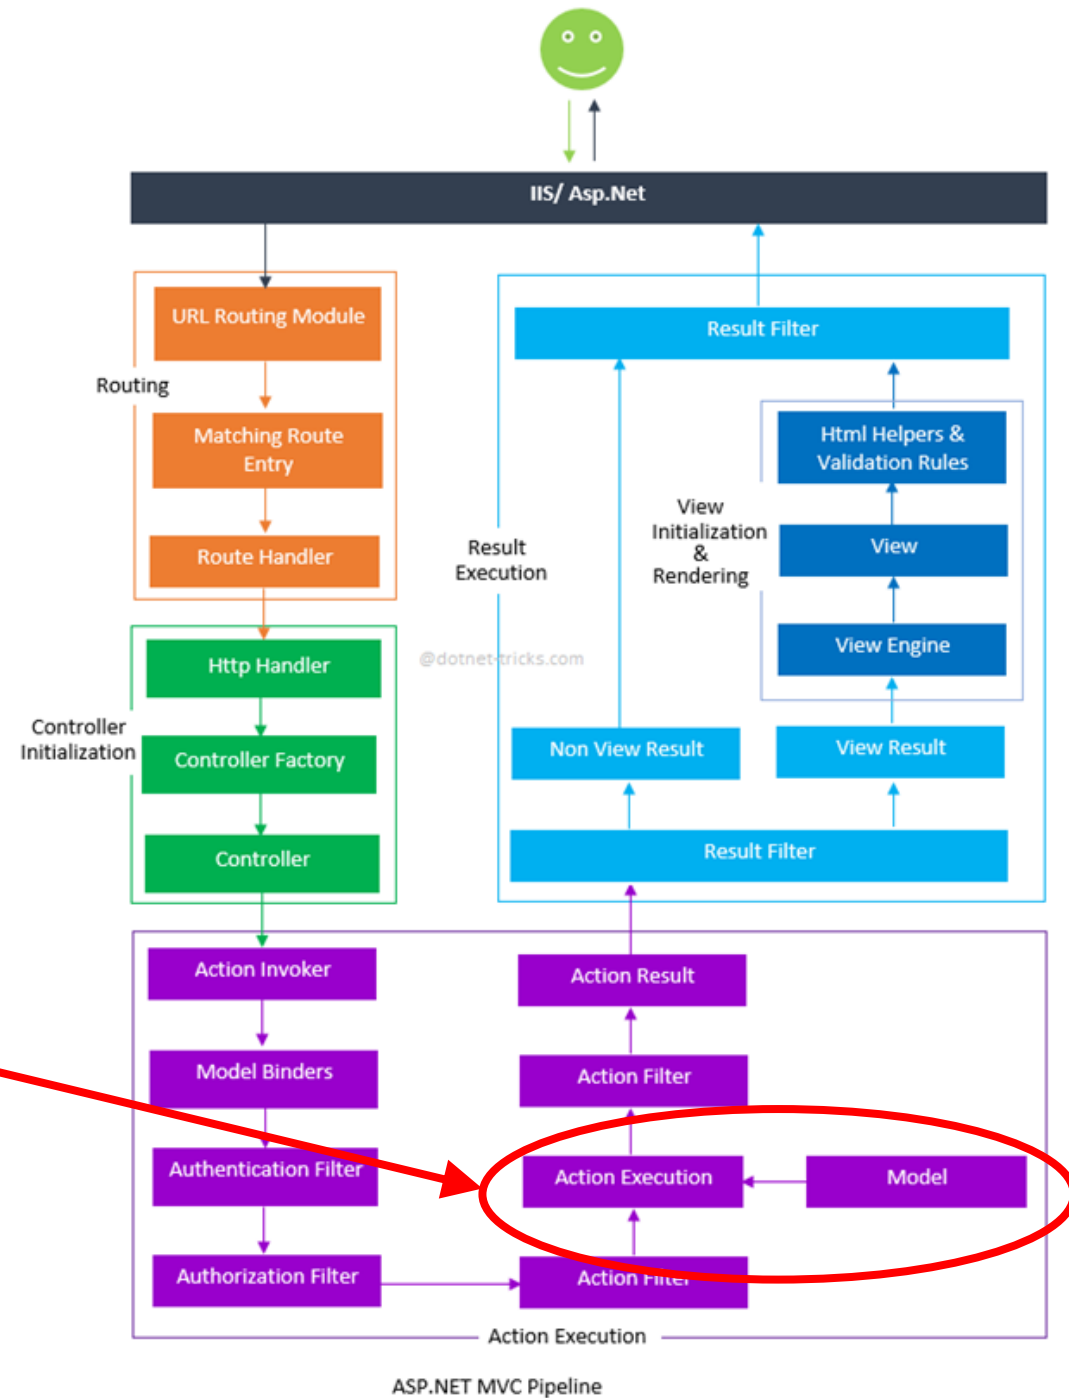 IIS/ Asp.Net
URL Routing Module
Routing
Matching Route
Entry
Route Handler
Http Handler
Controller
Initialization
Controller Factory
Controller
Result Filter
Html Helpers &
Validation Rules
View
Initialization
&
Rendering
View
Result
Execution
View Engine
@dotnet-tricks.com
Non View Result
View Result
Result Filter
Action Invoker
Action Result
Model Binders
Action Filter
Authentication Filter
Action Execution
Model
Authorization Filter
Action Filter
Action Execution
ASP.NET MVC Pipeline